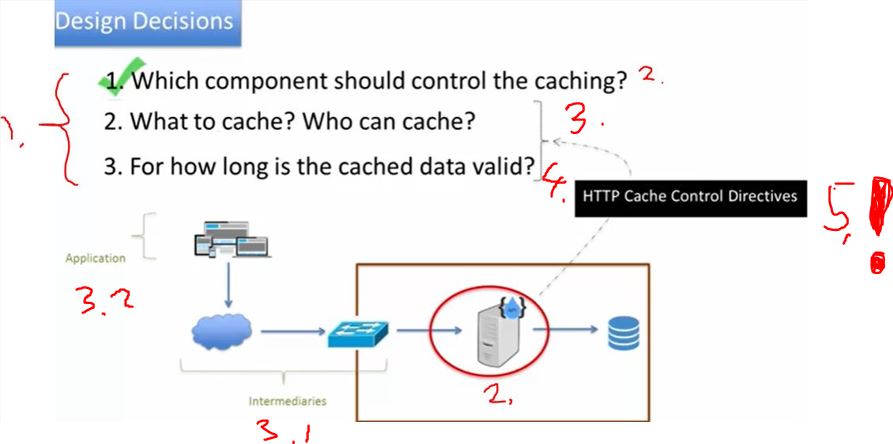 Design Decisions
1. Which component should control the caching? 2.
1.
2. What to cache? Who can cache? 3.
3. For how long is the cached data valid? 4.
HTTP Cache Control Directives 5. !
Application
3.2
API
2.
Intermediaries
3.1